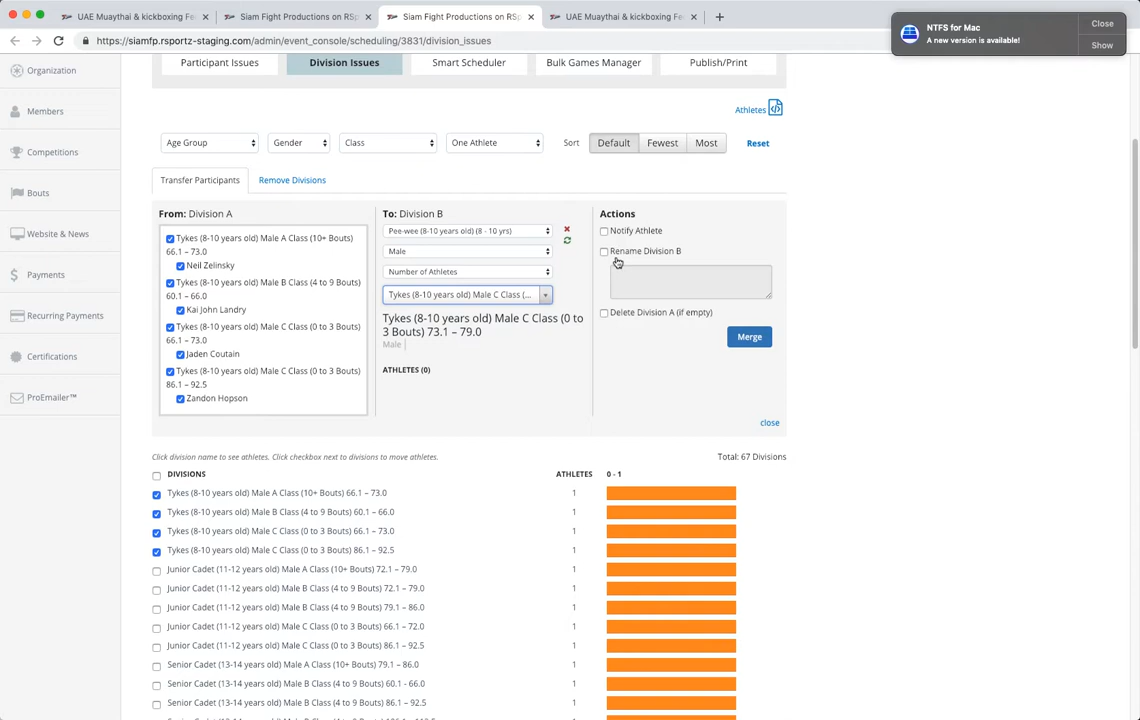 UAE Muaythai & kickboxing Fe
Siam Fight Productions on RSp
Siam Fight Productions on RSp
UAE Muaythai & kickboxing Fe
https://siamfp.rsportz-staging.com/admin/event_console/scheduling/3831/division_issues
NTFS for Mac
A new version is available!
Close
Show
Organization
Members
Competitions
Bouts
Website & News
Payments
Recurring Payments
Certifications
ProEmailer™
Participant Issues
Division Issues
Smart Scheduler
Bulk Games Manager
Publish/Print
Athletes
Age Group
Gender
Class
One Athlete
Sort
Default
Fewest
Most
Reset
Transfer Participants
Remove Divisions
From: Division A
Tykes (8-10 years old) Male A Class (10+ Bouts)
66.1 – 73.0
Neil Zelinsky
Tykes (8-10 years old) Male B Class (4 to 9 Bouts)
60.1 – 66.0
Kai John Landry
Tykes (8-10 years old) Male C Class (0 to 3 Bouts)
66.1 – 73.0
Jaden Coutain
Tykes (8-10 years old) Male C Class (0 to 3 Bouts)
86.1 – 92.5
Zandon Hopson
To: Division B
Pee-wee (8-10 years old) (8 - 10 yrs)
Male
Number of Athletes
Tykes (8-10 years old) Male C Class (...
Tykes (8-10 years old) Male C Class (0 to
3 Bouts) 73.1 – 79.0
Male |
ATHLETES (0)
Actions
Notify Athlete
Rename Division B
Delete Division A (if empty)
Merge
close
Click division name to see athletes. Click checkbox next to divisions to move athletes.
Total: 67 Divisions
DIVISIONS
ATHLETES
0 - 1
Tykes (8-10 years old) Male A Class (10+ Bouts) 66.1 – 73.0 1
Tykes (8-10 years old) Male B Class (4 to 9 Bouts) 60.1 – 66.0 1
Tykes (8-10 years old) Male C Class (0 to 3 Bouts) 66.1 – 73.0 1
Tykes (8-10 years old) Male C Class (0 to 3 Bouts) 86.1 – 92.5 1
Junior Cadet (11-12 years old) Male A Class (10+ Bouts) 72.1 – 79.0 1
Junior Cadet (11-12 years old) Male B Class (4 to 9 Bouts) 72.1 – 79.0 1
Junior Cadet (11-12 years old) Male B Class (4 to 9 Bouts) 79.1 – 86.0 1
Junior Cadet (11-12 years old) Male C Class (0 to 3 Bouts) 66.1 – 72.0 1
Junior Cadet (11-12 years old) Male C Class (0 to 3 Bouts) 86.1 – 92.5 1
Senior Cadet (13-14 years old) Male A Class (10+ Bouts) 79.1 – 86.0 1
Senior Cadet (13-14 years old) Male B Class (4 to 9 Bouts) 60.1 - 66.0 1
Senior Cadet (13-14 years old) Male B Class (4 to 9 Bouts) 86.1 – 92.5 1